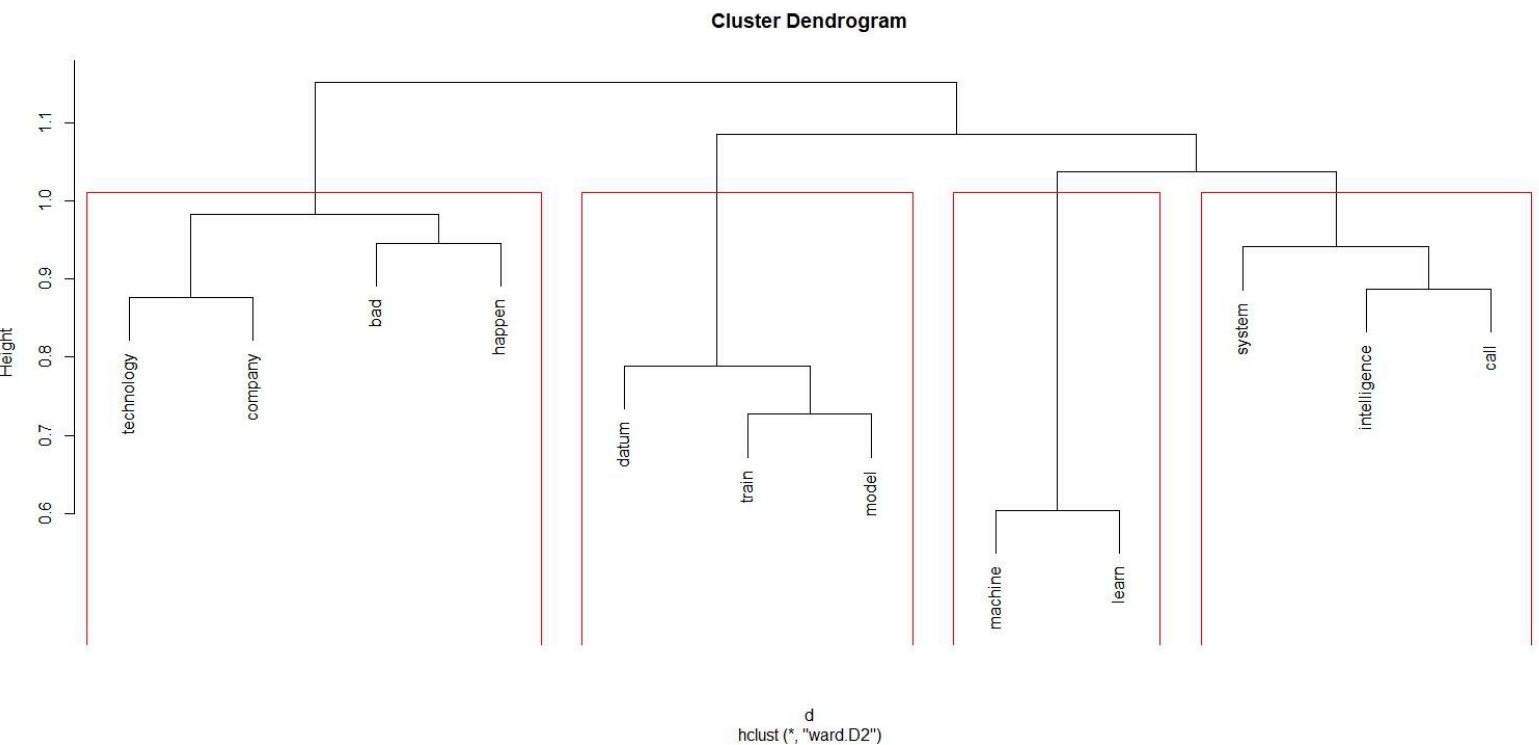 Cluster Dendrogram
Height
1.1
1.0
0.9
0.8
0.7
0.6
technology
company
bad
happen
datum
train
model
machine
learn
system
intelligence
call
d
hclust (*, "ward.D2")